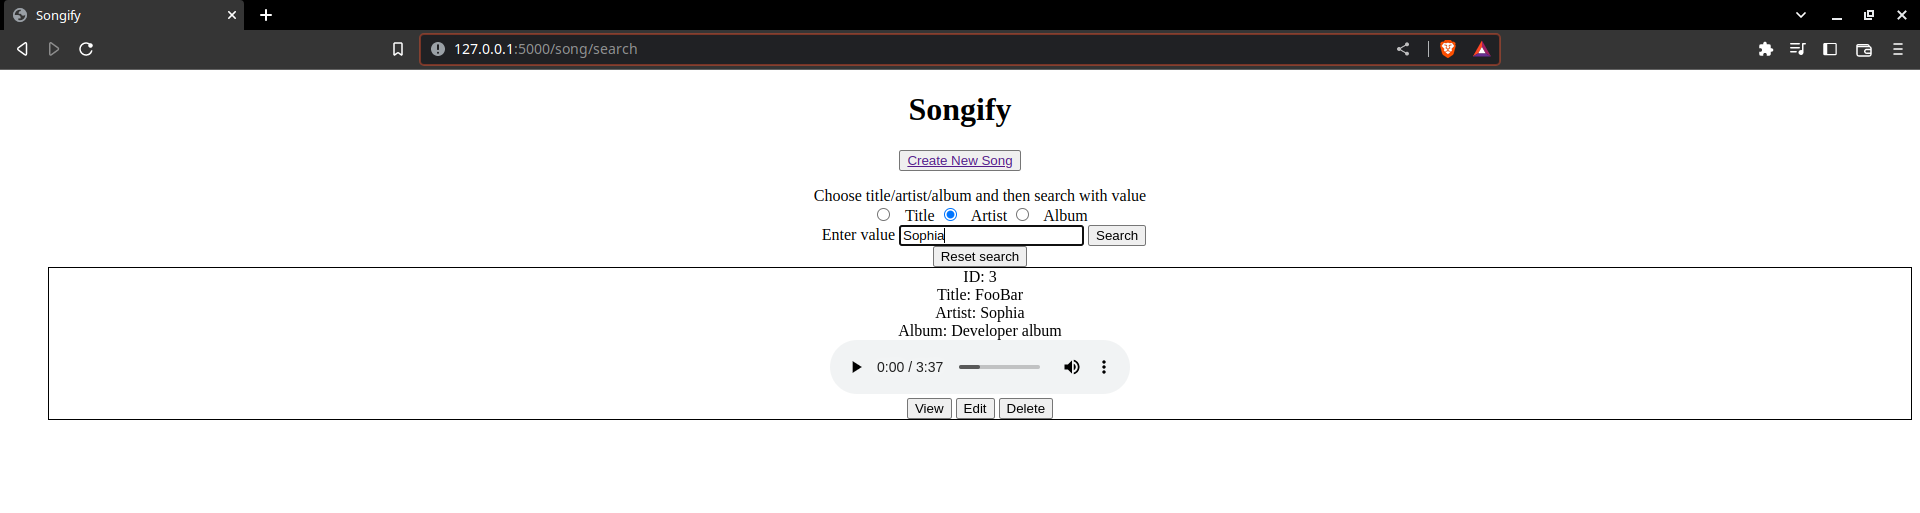 Songify
127.0.0.1:5000/song/search
Songify
Create New Song
Choose title/artist/album and then search with value
Title Artist Album
Enter value Sophia Search
Reset search
ID: 3
Title: FooBar
Artist: Sophia
Album: Developer album
0:00 / 3:37
View Edit Delete